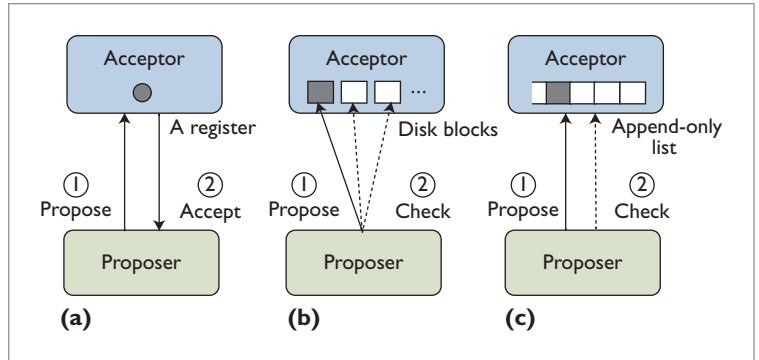 Acceptor
A register
1
Propose
2
Accept
Proposer
(a)
Acceptor
...
Disk blocks
1
Propose
2
Check
Proposer
(b)
Acceptor
Append-only
list
1
Propose
2
Check
Proposer
(c)